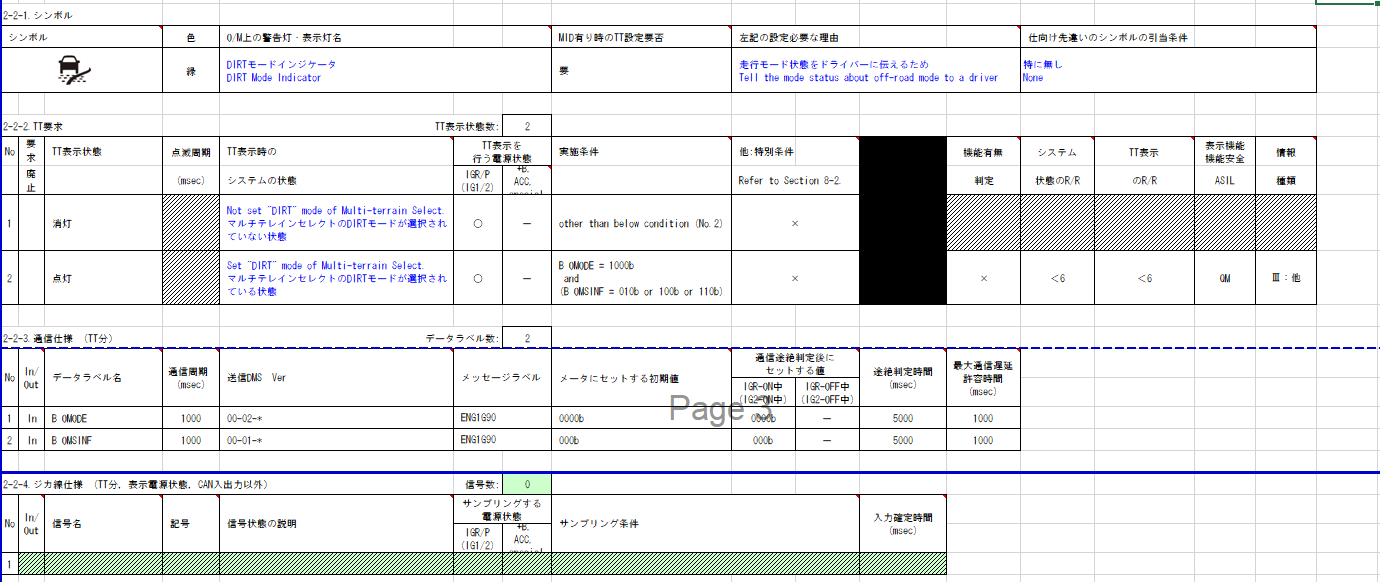 2-2-1. シンボル
シンボル 色 O/M上の警告灯・表示灯名 MID有り時のTT設定要否 左記の設定必要な理由 仕向け先違いのシンボルの引当条件
緑 DIRTモードインジケータ 要 走行モード状態をドライバーに伝えるため 特に無し
DIRT Mode Indicator Tell the mode status about off-road mode to a driver None
2-2-2. TT要求 TT表示状態数: 2
No 要求廃止 TT表示状態 点滅周期 TT表示時の TT表示を 実施条件 他:特別条件 機能有無 システム TT表示 表示機能 情報
行う電源状態 機能安全
(msec) システムの状態 IGR/P +B, Refer to Section 8-2. 判定 状態のR/R のR/R ASIL 種類
(IG1/2) ACC,
1 消灯 Not set "DIRT" mode of Multi-terrain Select. ○ － other than below condition (No.2) ×
マルチテレインセレクトのDIRTモードが選択され
ていない状態
2 点灯 Set "DIRT" mode of Multi-terrain Select. ○ － B OMODE = 1000b × × <6 <6 QM Ⅲ：他
マルチテレインセレクトのDIRTモードが選択され and
ている状態 (B OMSINF = 010b or 100b or 110b)
2-2-3. 通信仕様 (TT分) データラベル数: 2
No In/ データラベル名 通信周期 送信DMS Ver メッセージラベル メータにセットする初期値 通信途絶判定後に 途絶判定時間 最大通信遅延
Out (msec) セットする値 (msec) 許容時間
IGR-ON中 IGR-OFF中 (msec)
(IG2-ON中) (IG2-OFF中)
Page 3
1 In B OMODE 1000 00-02-* ENG1G90 0000b 0000b － 5000 1000
2 In B OMSINF 1000 00-01-* ENG1G90 000b 000b － 5000 1000
2-2-4. ジカ線仕様 (TT分, 表示電源状態, CAN入出力以外) 信号数: 0
No In/ 信号名 記号 信号状態の説明 サンプリングする サンプリング条件 入力確定時間
Out 電源状態 (msec)
IGR/P +B,
(IG1/2) ACC,
1